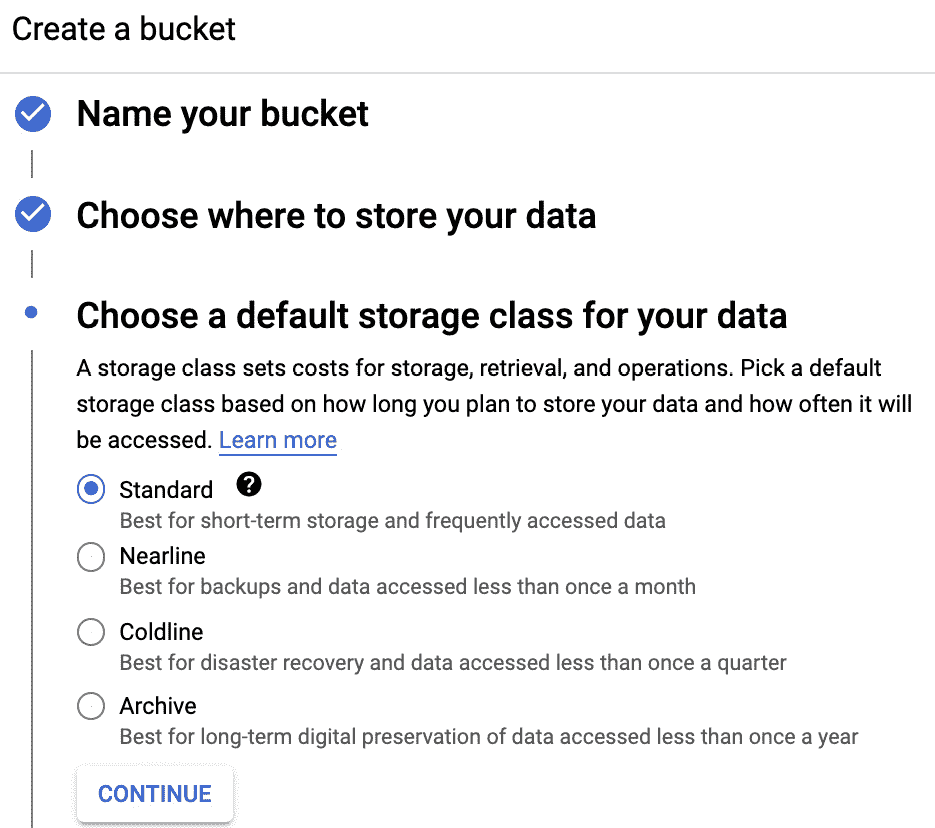 Create a bucket
Name your bucket
Choose where to store your data
Choose a default storage class for your data
A storage class sets costs for storage, retrieval, and operations. Pick a default
storage class based on how long you plan to store your data and how often it will
be accessed. Learn more
Standard ?
Best for short-term storage and frequently accessed data
Nearline
Best for backups and data accessed less than once a month
Coldline
Best for disaster recovery and data accessed less than once a quarter
Archive
Best for long-term digital preservation of data accessed less than once a year
CONTINUE